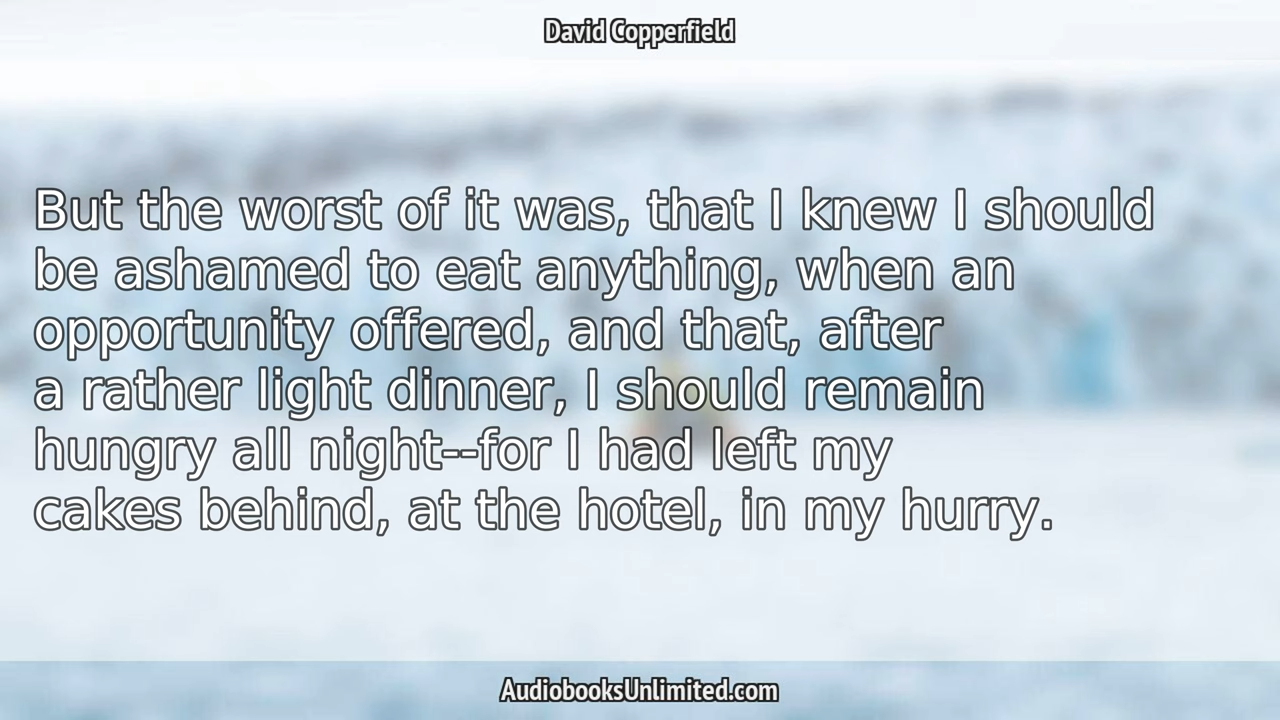 David Copperfield
But the worst of it was, that I knew I should
be ashamed to eat anything, when an
opportunity offered, and that, after
a rather light dinner, I should remain
hungry all night--for I had left my
cakes behind, at the hotel, in my hurry.
AudiobooksUnlimited.com